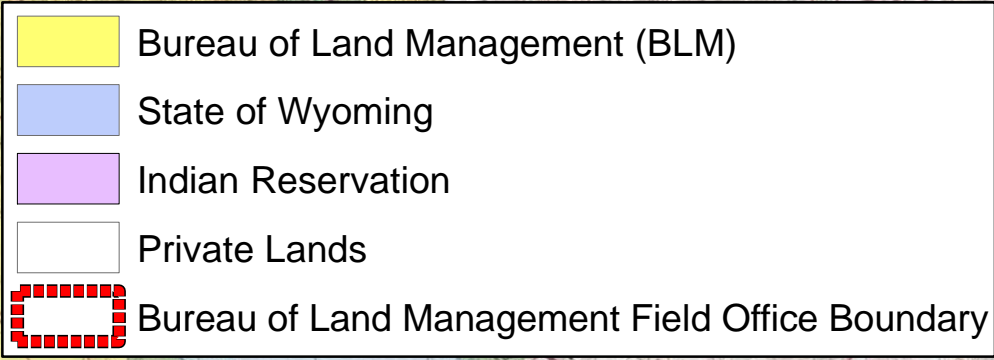 Bureau of Land Management (BLM)
State of Wyoming
Indian Reservation
Private Lands
Bureau of Land Management Field Office Boundary